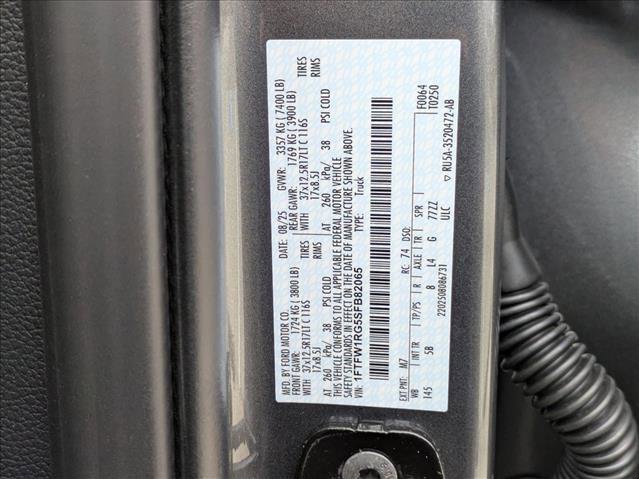 MFD. BY FORD MOTOR CO.
DATE: 08/25
GVWR: 3357 KG (7400 LB)
FRONT GAWR: 1724 KG (3800 LB)
REAR GAWR: 1769 KG (3900 LB)
WITH 37x12.5R17LT C 116S TIRES
WITH 37x12.5R17LT C 116S TIRES
17x8.5J RIMS
17x8.5J RIMS
AT 260 kPa/ 38 PSI COLD
AT 260 kPa/ 38 PSI COLD
THIS VEHICLE CONFORMS TO ALL APPLICABLE FEDERAL MOTOR VEHICLE
SAFETY STANDARDS IN EFFECT ON THE DATE OF MANUFACTURE SHOWN ABOVE.
VIN: 1FTFW1RG5SFB82065
TYPE: Truck
F0064
T0250
EXT PNT: M7 RC: 74 DSO:
WB INT TR TP/PS R AXLE TR SPR
145 5B 8 L4 G 77ZZ
ULC
2202508086731
▽ RU5A-3520472-AB